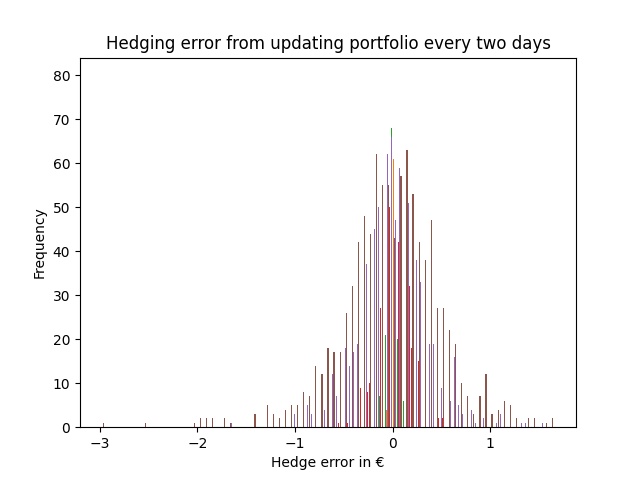 Hedging error from updating portfolio every two days
80
70
60
50
40
30
20
10
0
Frequency
−3 −2 −1 0 1
Hedge error in €